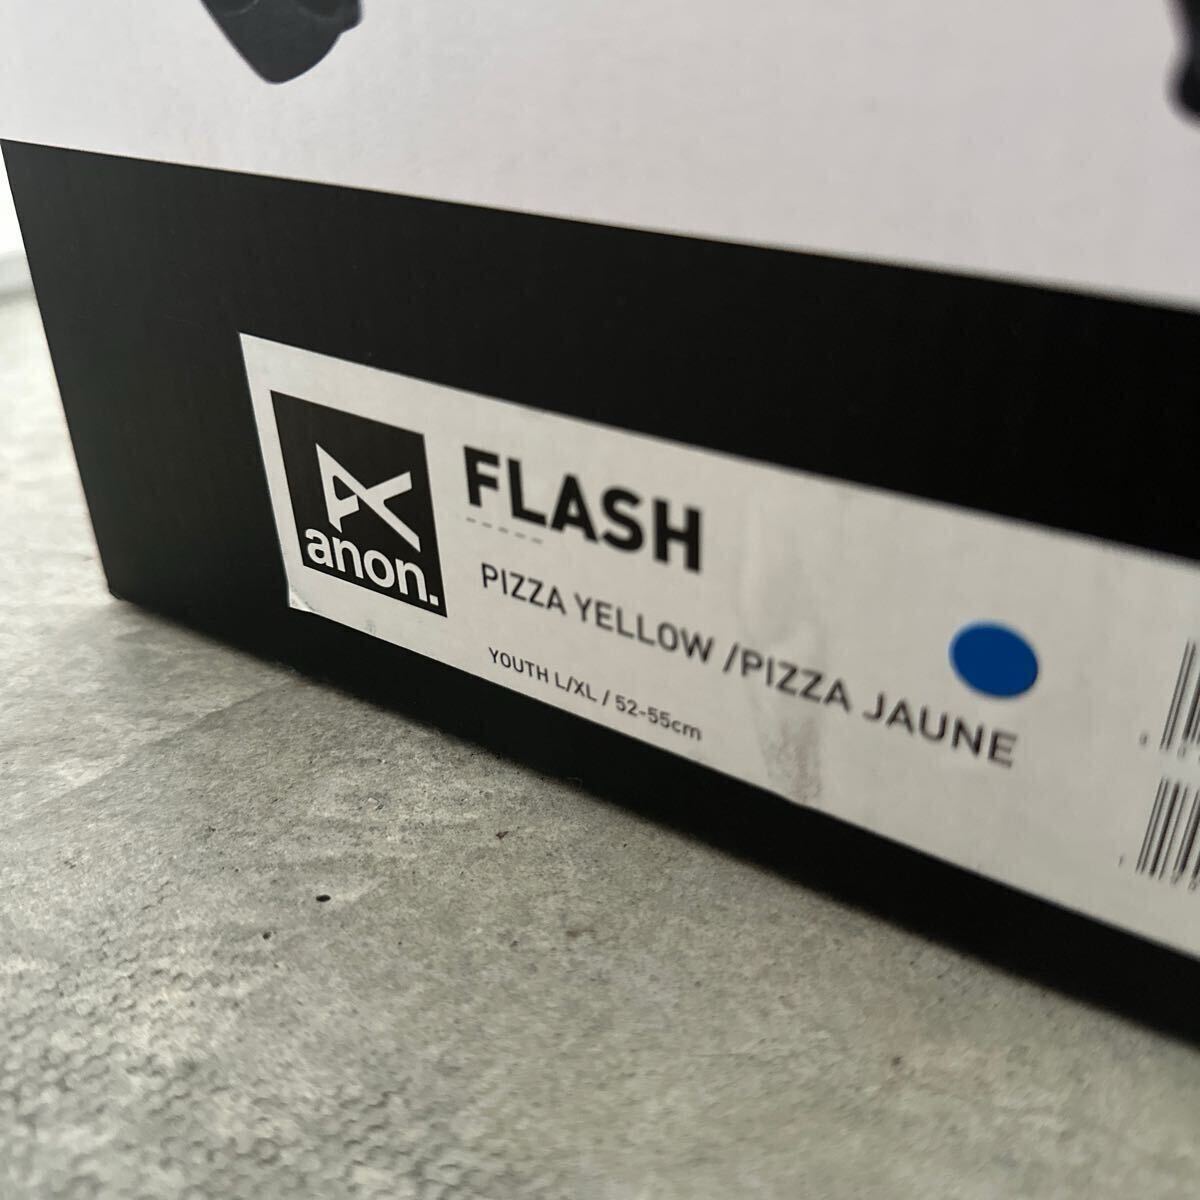 anon.
FLASH
PIZZA YELLOW /PIZZA JAUNE
YOUTH L/XL / 52-55cm